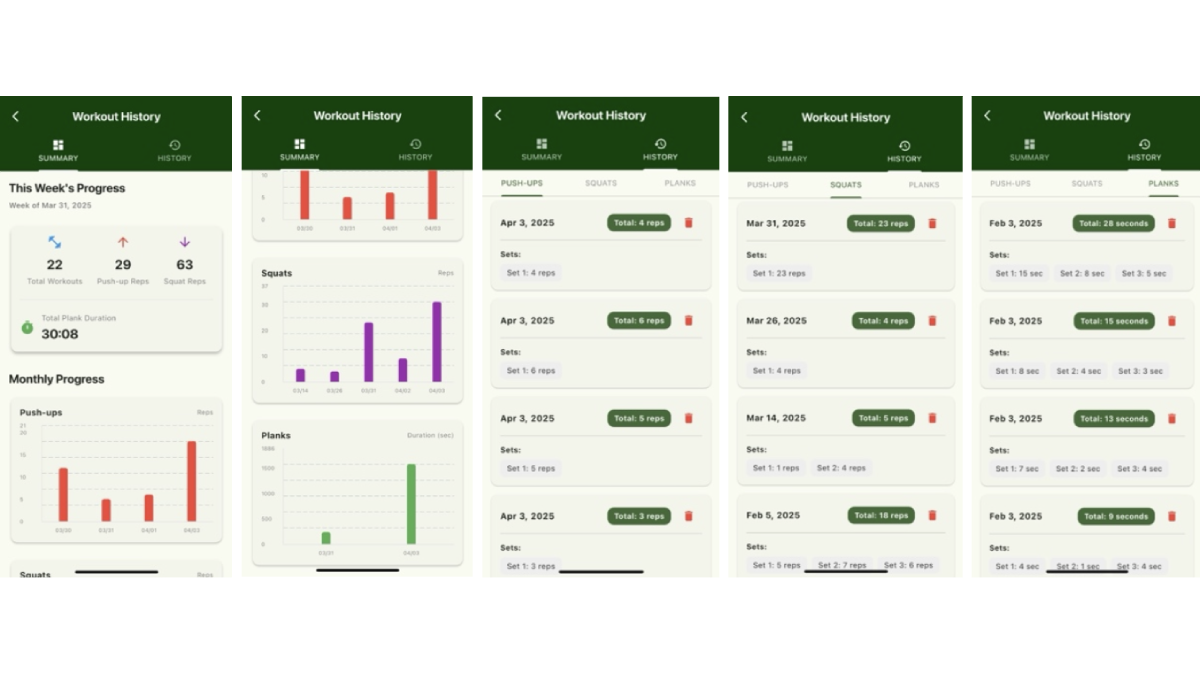 Workout History
SUMMARY
HISTORY
This Week's Progress
Week of Mar 31, 2025
22
29
63
Total Workouts
Push-up Reps
Squat Reps
Total Plank Duration
30:08
Monthly Progress
Push-ups
Reps
21
20
15
10
5
0
03/30
03/31
04/01
04/03
Squats
Reps
Workout History
SUMMARY
HISTORY
10
5
0
03/30
03/31
04/01
04/03
Squats
Reps
37
30
20
10
0
03/14
03/26
03/31
04/02
04/03
Planks
Duration (sec)
1500
1000
500
0
03/31
04/03
Workout History
SUMMARY
HISTORY
PUSH-UPS
SQUATS
PLANKS
Apr 3, 2025
Total: 4 reps
Sets:
Set 1: 4 reps
Apr 3, 2025
Total: 6 reps
Sets:
Set 1: 6 reps
Apr 3, 2025
Total: 5 reps
Sets:
Set 1: 5 reps
Apr 3, 2025
Total: 3 reps
Sets:
Set 1: 3 reps
Workout History
SUMMARY
HISTORY
PUSH-UPS
SQUATS
PLANKS
Mar 31, 2025
Total: 23 reps
Sets:
Set 1: 23 reps
Mar 26, 2025
Total: 4 reps
Sets:
Set 1: 4 reps
Mar 14, 2025
Total: 5 reps
Sets:
Set 1: 1 reps
Set 2: 4 reps
Feb 5, 2025
Total: 18 reps
Sets:
Set 1: 5 reps
Set 2: 7 reps
Set 3: 6 reps
Workout History
SUMMARY
HISTORY
PUSH-UPS
SQUATS
PLANKS
Feb 3, 2025
Total: 28 seconds
Sets:
Set 1: 15 sec
Set 2: 8 sec
Set 3: 5 sec
Feb 3, 2025
Total: 15 seconds
Sets:
Set 1: 8 sec
Set 2: 4 sec
Set 3: 3 sec
Feb 3, 2025
Total: 13 seconds
Sets:
Set 1: 7 sec
Set 2: 2 sec
Set 3: 4 sec
Feb 3, 2025
Total: 9 seconds
Sets:
Set 1: 4 sec
Set 2: 1 sec
Set 3: 4 sec